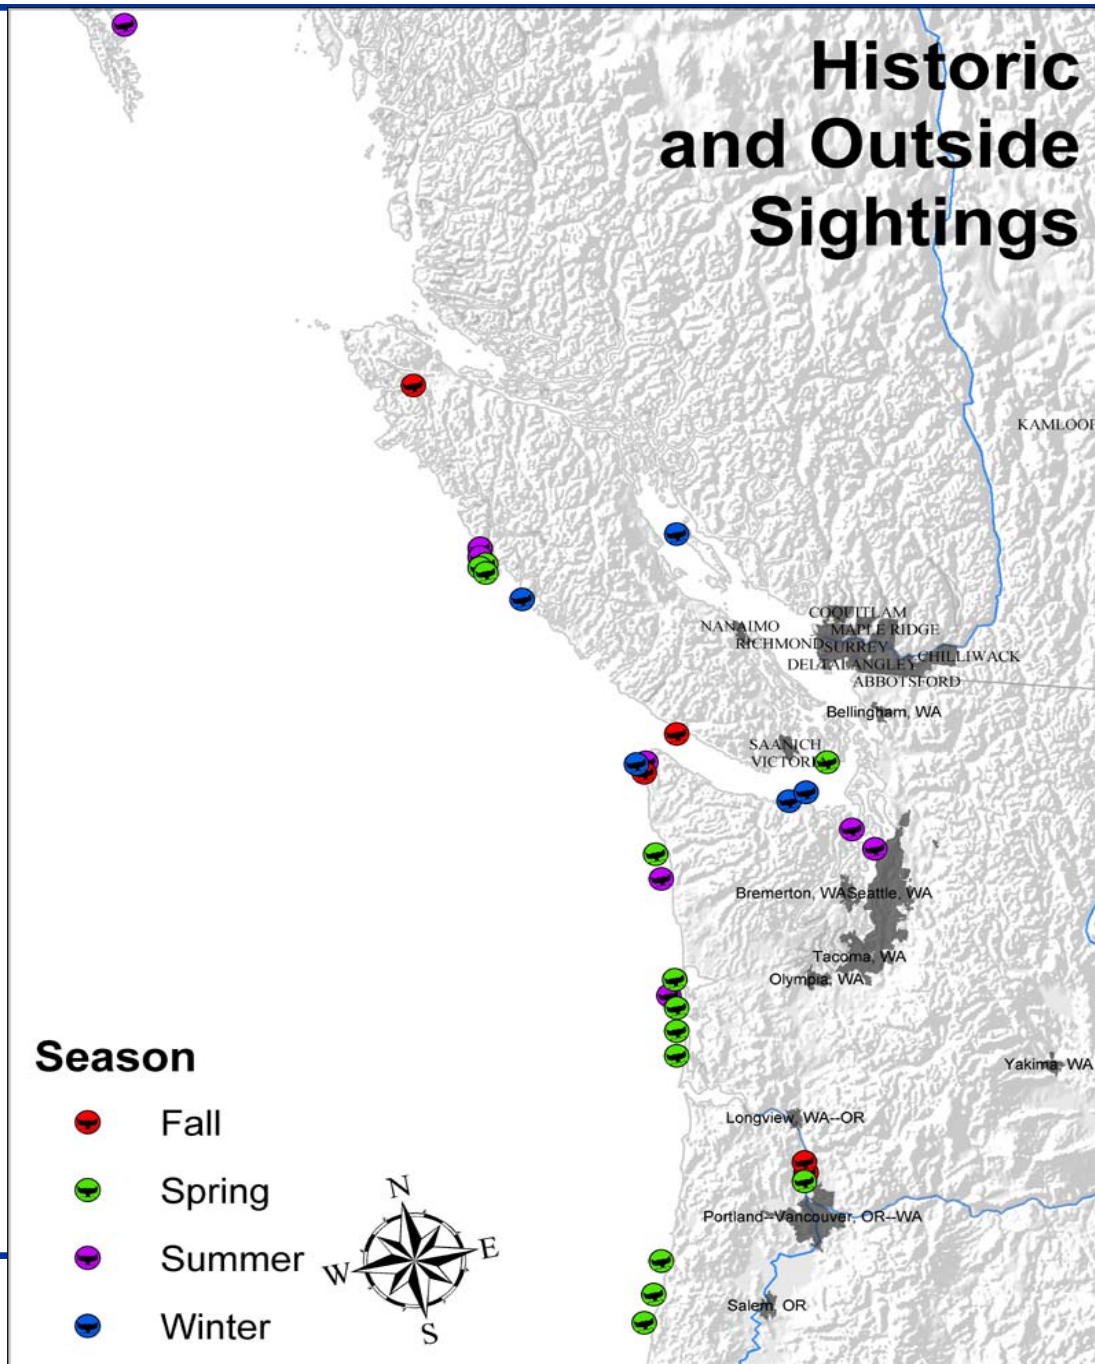 Historic
and Outside
Sightings
KAMLOOP
COQUITLAM
NANAIMO
MAPLE RIDGE
RICHMOND
SURREY
CHILLIWACK
DELTA
LANGLEY
ABBOTSFORD
Bellingham, WA
SAANICH
VICTORIA
Bremerton, WA
Seattle, WA
Tacoma, WA
Olympia, WA
Yakima, WA
Longview, WA--OR
Portland--Vancouver, OR--WA
Salem, OR
Season
Fall
Spring
Summer
Winter
N
E
W
S